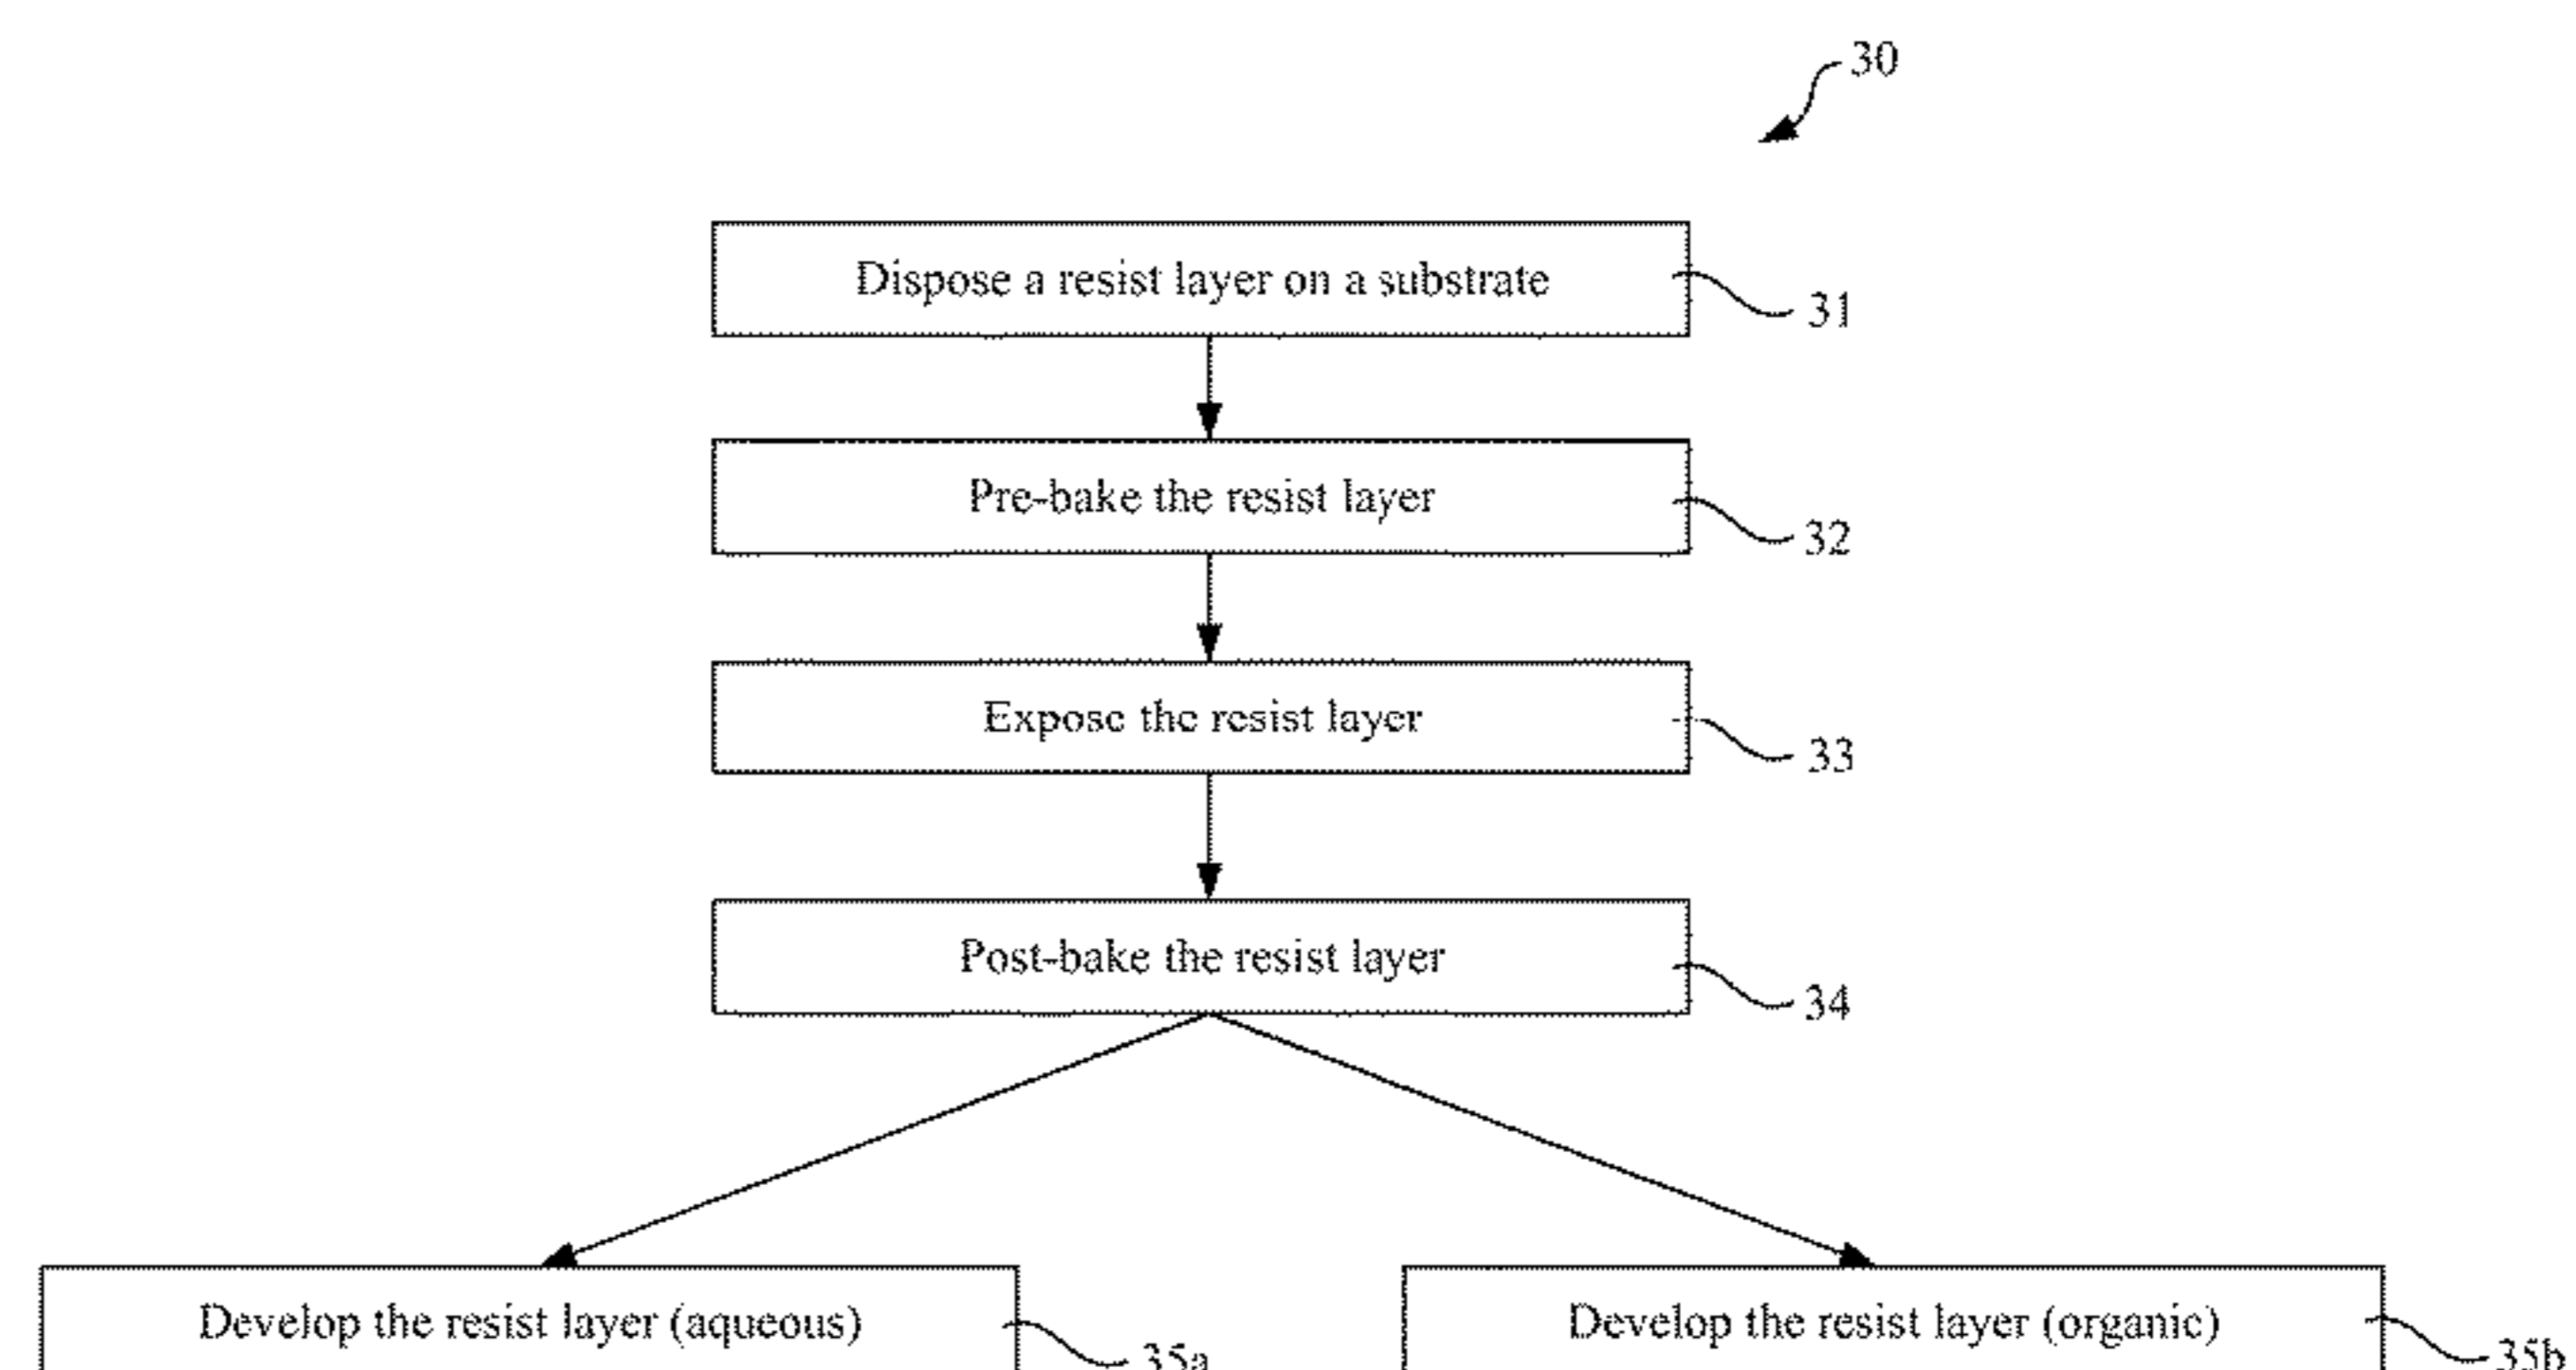 30
Dispose a resist layer on a substrate
31
Pre-bake the resist layer
32
Expose the resist layer
33
Post-bake the resist layer
34
Develop the resist layer (aqueous)
35a
Develop the resist layer (organic)
35b